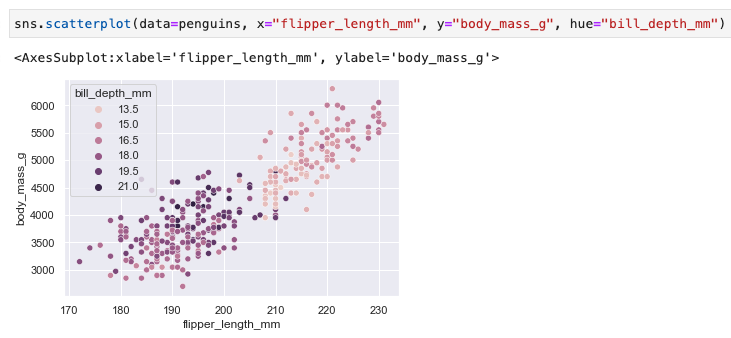 sns.scatterplot(data=penguins, x="flipper_length_mm", y="body_mass_g", hue="bill_depth_mm")
<AxesSubplot:xlabel='flipper_length_mm', ylabel='body_mass_g'>
bill_depth_mm
13.5
15.0
16.5
18.0
19.5
21.0
6000
5500
5000
4500
4000
3500
3000
body_mass_g
170 180 190 200 210 220 230
flipper_length_mm